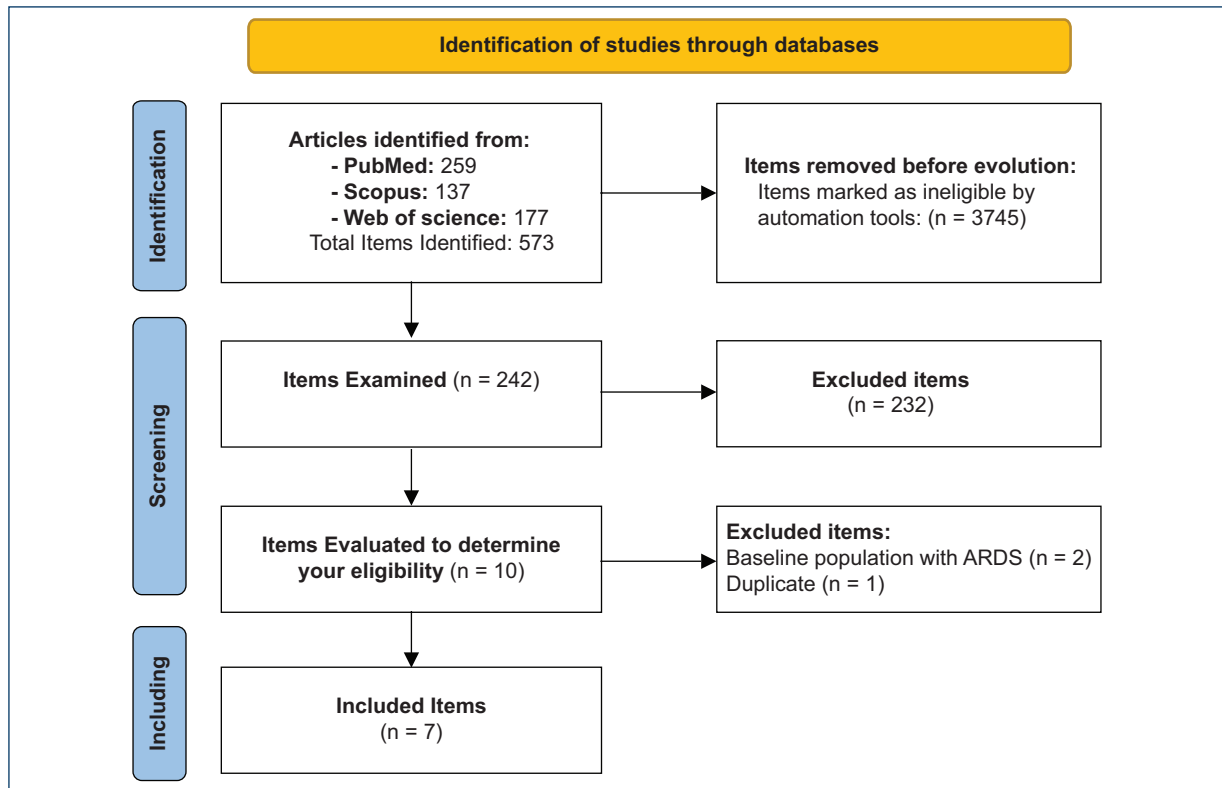 Identification of studies through databases
Identification
Articles identified from:
- PubMed: 259
- Scopus: 137
- Web of science: 177
Total Items Identified: 573
Items removed before evolution:
Items marked as ineligible by
automation tools: (n = 3745)
Screening
Items Examined (n = 242)
Excluded items
(n = 232)
Items Evaluated to determine
your eligibility (n = 10)
Excluded items:
Baseline population with ARDS (n = 2)
Duplicate (n = 1)
Including
Included Items
(n = 7)